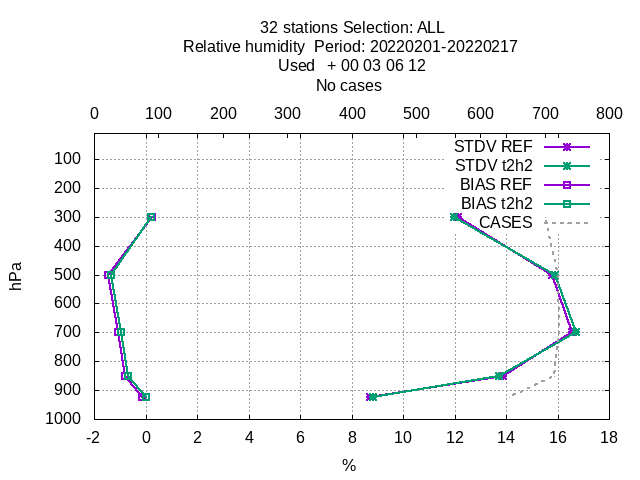 32 stations Selection: ALL
Relative humidity  Period: 20220201-20220217
Used   + 00 03 06 12
No cases
0 100 200 300 400 500 600 700 800
STDV REF
STDV t2h2
BIAS REF
BIAS t2h2
CASES
100
200
300
400
500
600
700
800
900
1000
hPa
-2 0 2 4 6 8 10 12 14 16 18
%